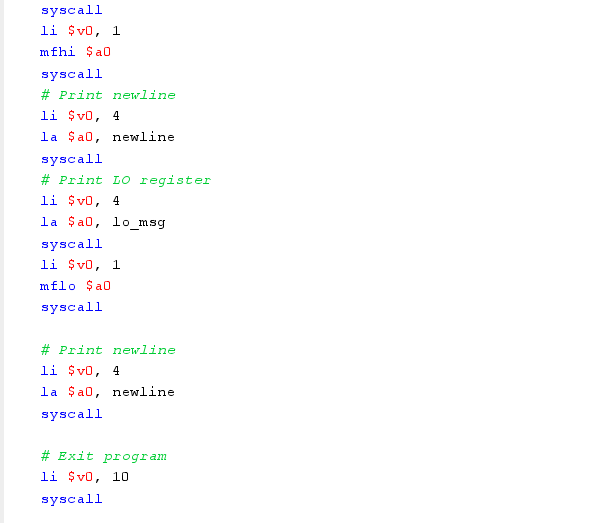 syscall
li $v0, 1
mfhi $a0
syscall
# Print newline
li $v0, 4
la $a0, newline
syscall
# Print LO register
li $v0, 4
la $a0, lo_msg
syscall
li $v0, 1
mflo $a0
syscall
# Print newline
li $v0, 4
la $a0, newline
syscall
# Exit program
li $v0, 10
syscall